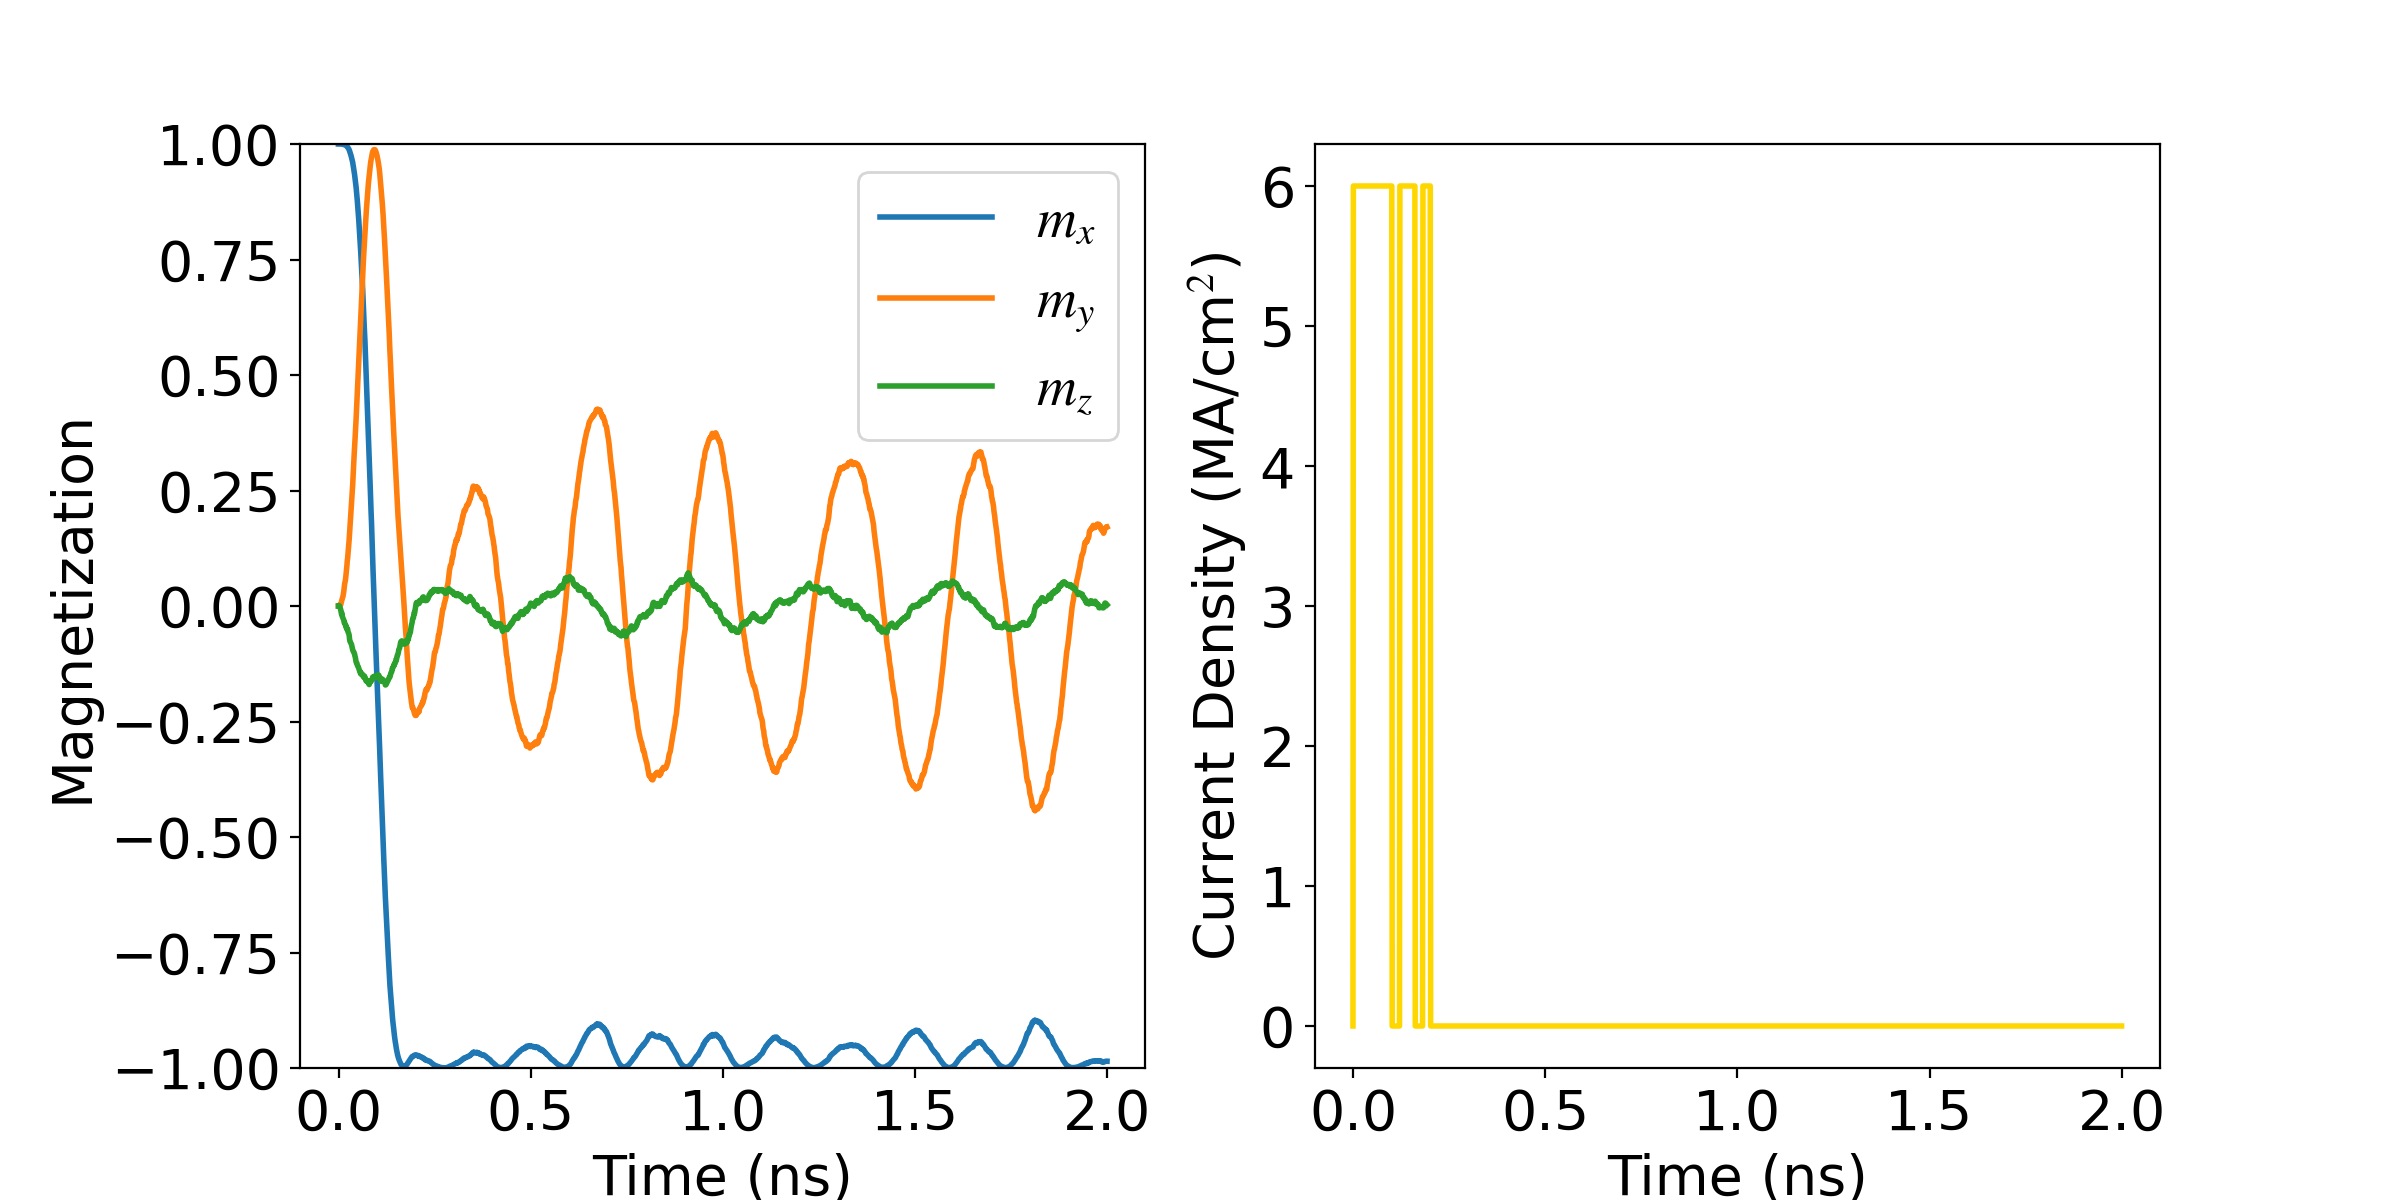 Magnetization
1.00
0.75
0.50
0.25
0.00
−0.25
−0.50
−0.75
−1.00
0.0 0.5 1.0 1.5 2.0
Time (ns)
m_x
m_y
m_z
Current Density (MA/cm²)
6
5
4
3
2
1
0
0.0 0.5 1.0 1.5 2.0
Time (ns)